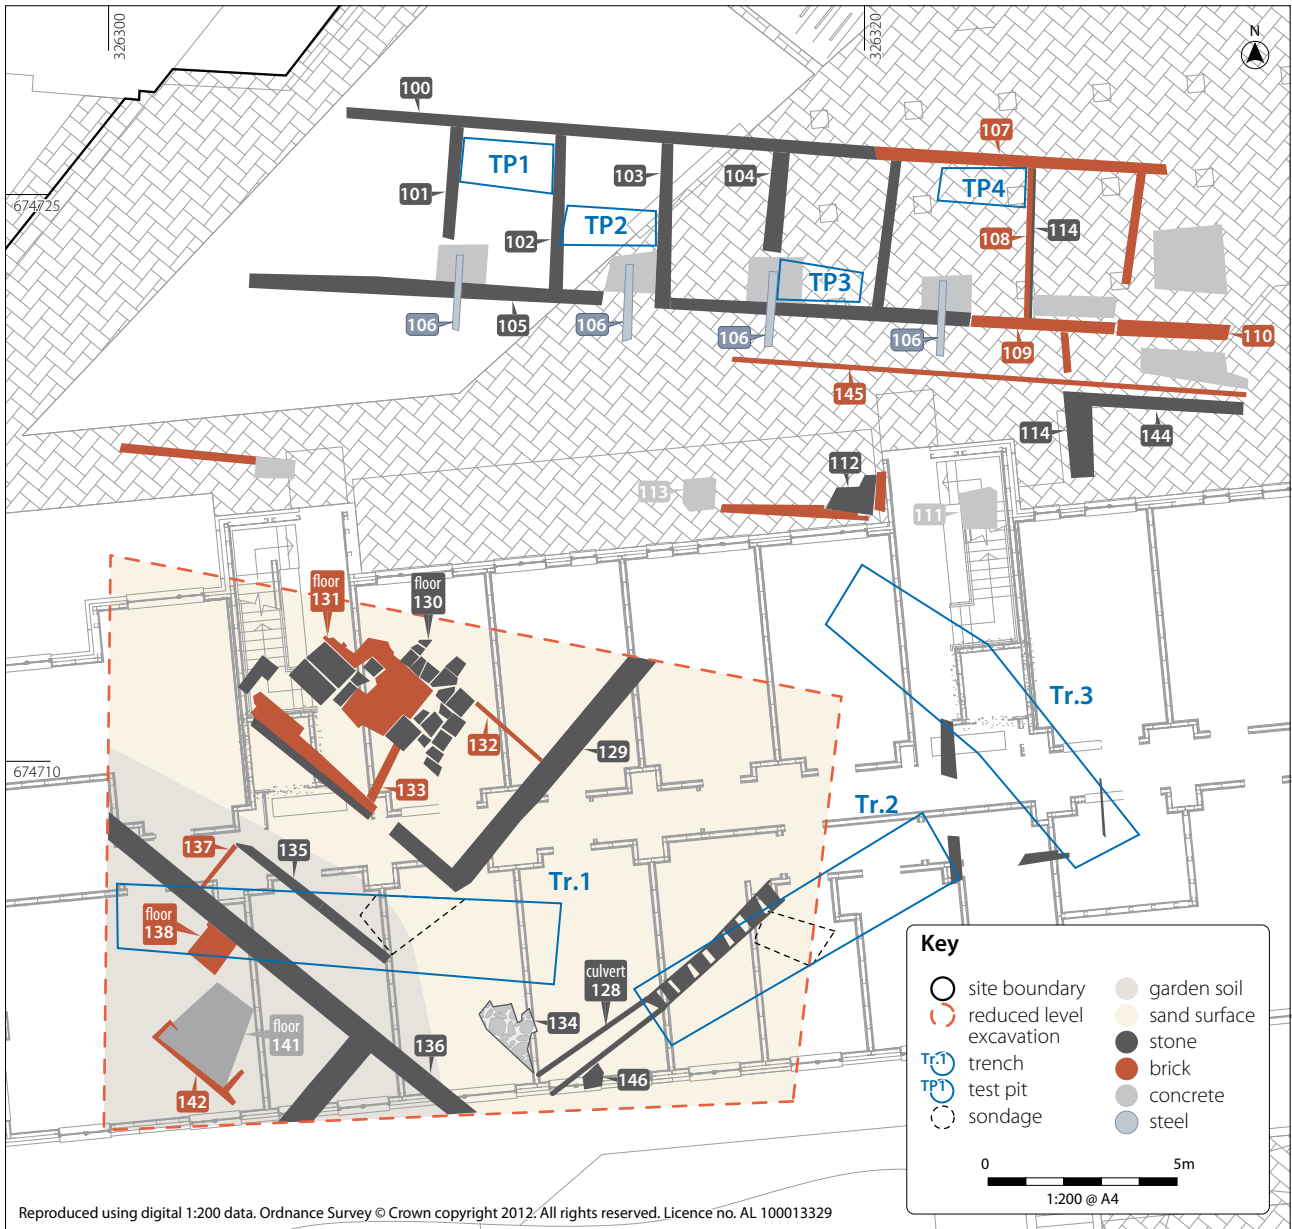 326300
326320
N
100
107
TP1
103
104
TP4
101
674725
TP2
102
108
114
TP3
106
105
106
106
106
109
110
145
114
144
112
113
111
floor
131
floor
130
Tr.3
132
129
674710
133
Tr.2
137
135
Tr.1
floor
138
culvert
128
134
floor
141
136
146
142
Key
site boundary
reduced level
excavation
Tr.1 trench
TP1 test pit
sondage
garden soil
sand surface
stone
brick
concrete
steel
0 5m
1:200 @ A4
Reproduced using digital 1:200 data. Ordnance Survey © Crown copyright 2012. All rights reserved. Licence no. AL 100013329